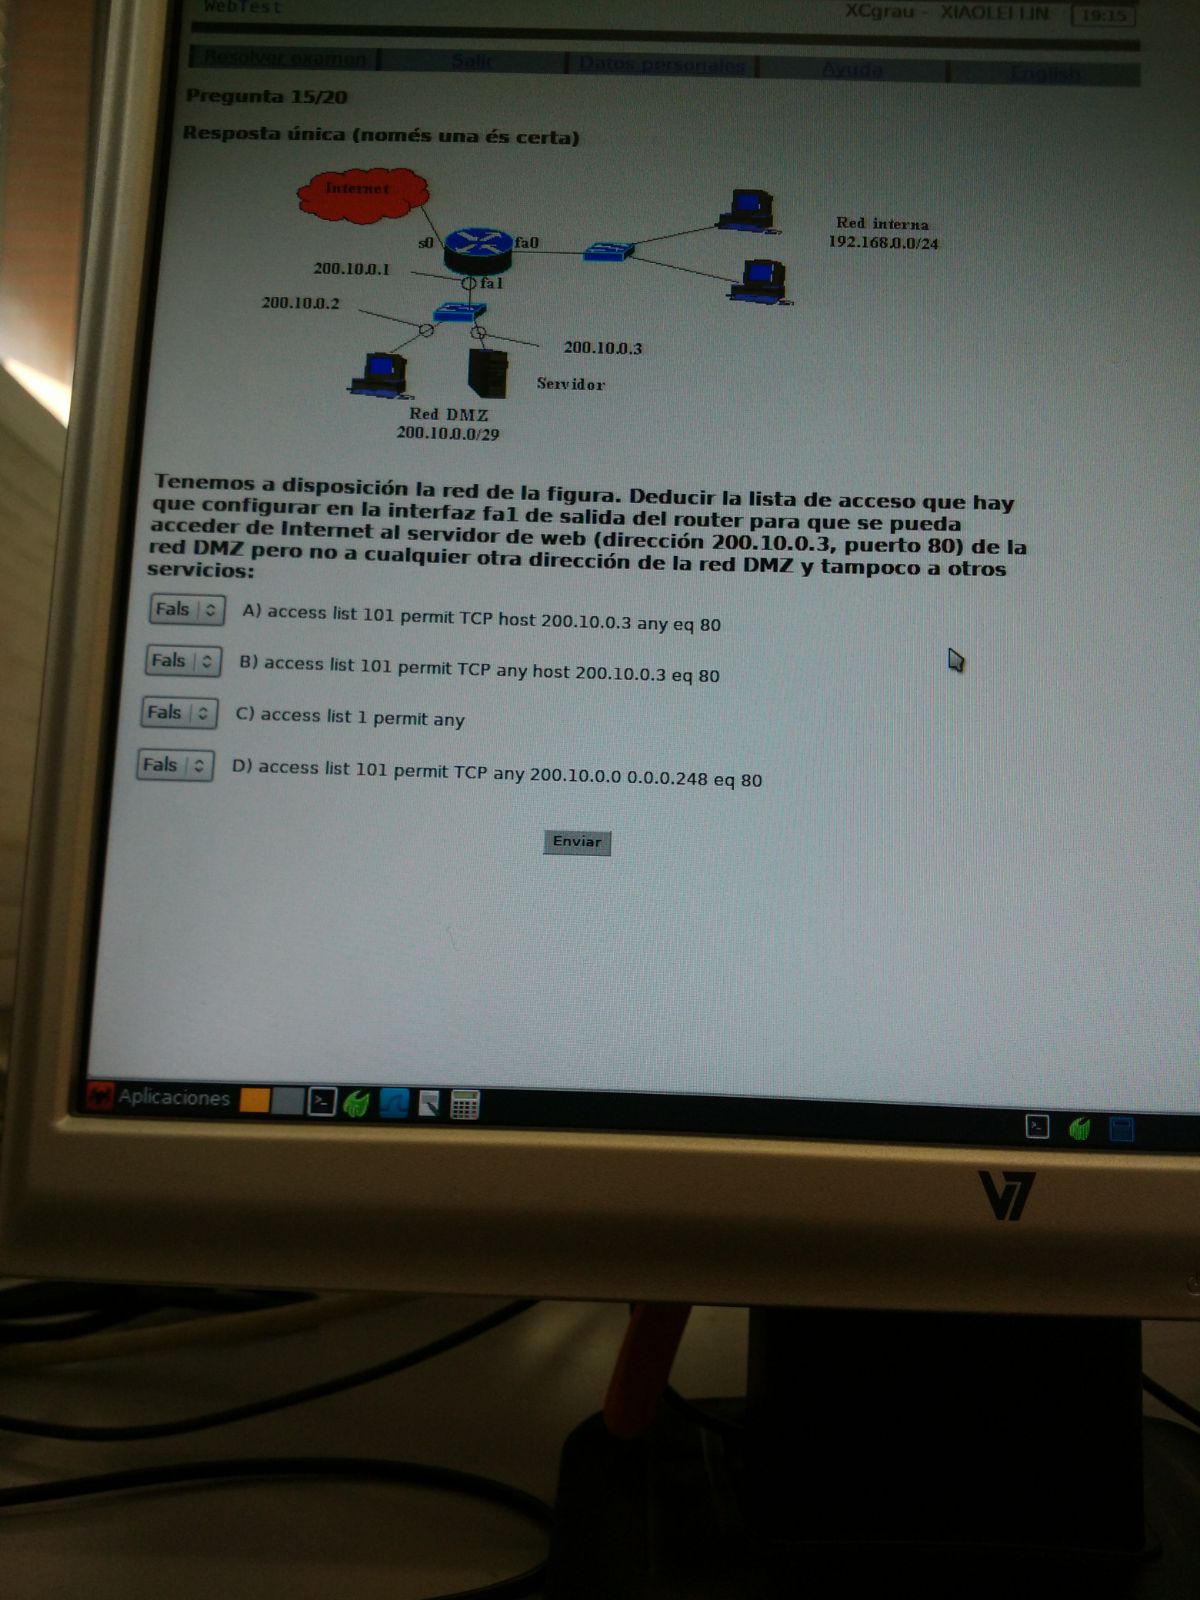 WebTest
XCgrau - XIAOLEI LIN 19:15
Resolver examen Salir Datos personales Ayuda English
Pregunta 15/20
Resposta única (només una és certa)
Internet
Red interna
192.168.0.0/24
s0
fa0
200.10.0.1
fa1
200.10.0.2
200.10.0.3
Servidor
Red DMZ
200.10.0.0/29
Tenemos a disposición la red de la figura. Deducir la lista de acceso que hay
que configurar en la interfaz fa1 de salida del router para que se pueda
acceder de Internet al servidor de web (dirección 200.10.0.3, puerto 80) de la
red DMZ pero no a cualquier otra dirección de la red DMZ y tampoco a otros
servicios:
Fals A) access list 101 permit TCP host 200.10.0.3 any eq 80
Fals B) access list 101 permit TCP any host 200.10.0.3 eq 80
Fals C) access list 1 permit any
Fals D) access list 101 permit TCP any 200.10.0.0 0.0.0.248 eq 80
Enviar
Aplicaciones
V7